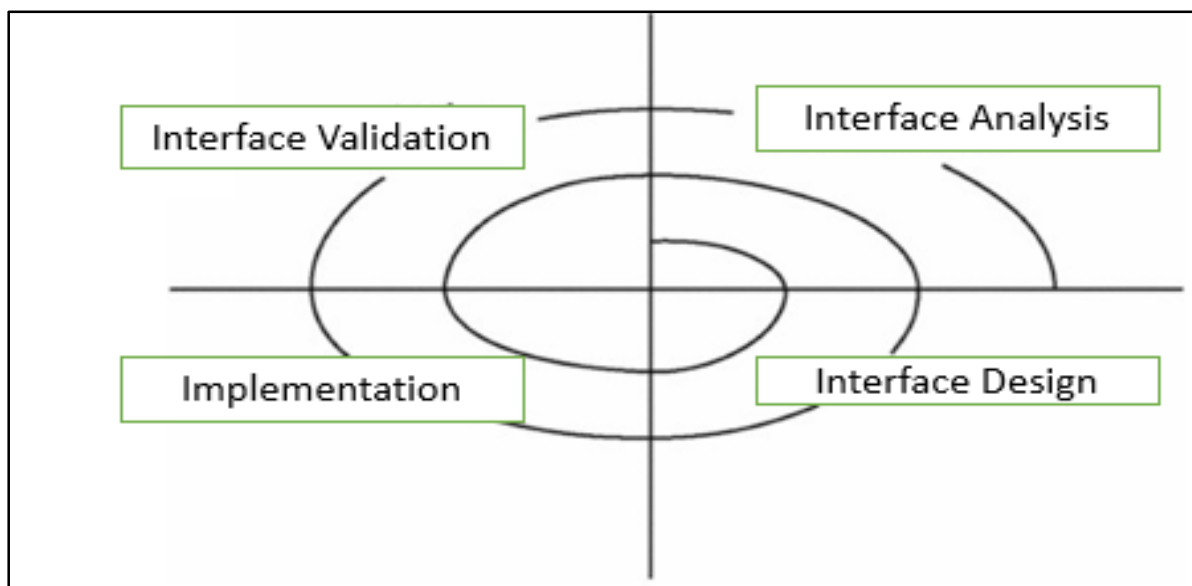 Interface Validation
Interface Analysis
Implementation
Interface Design